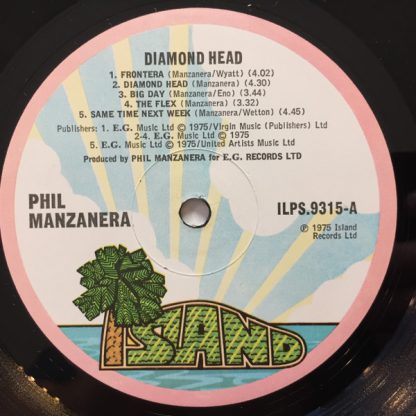 DIAMOND HEAD
1. FRONTERA (Manzanera/Wyatt) (4.02)
2. DIAMOND HEAD (Manzanera) (4.30)
3. BIG DAY (Manzanera/Eno) (3.44)
4. THE FLEX (Manzanera) (3.32)
5. SAME TIME NEXT WEEK (Manzanera/Wetton) (4.45)
Publishers: 1. E.G. Music Ltd © 1975/Virgin Music (Publishers) Ltd
2-4. E.G. Music Ltd © 1975
5. E.G. Music Ltd © 1975/United Artists Music Ltd
Produced by PHIL MANZANERA for E.G. RECORDS LTD
PHIL
MANZANERA
ILPS.9315-A
℗ 1975 Island
Records Ltd
ISLAND